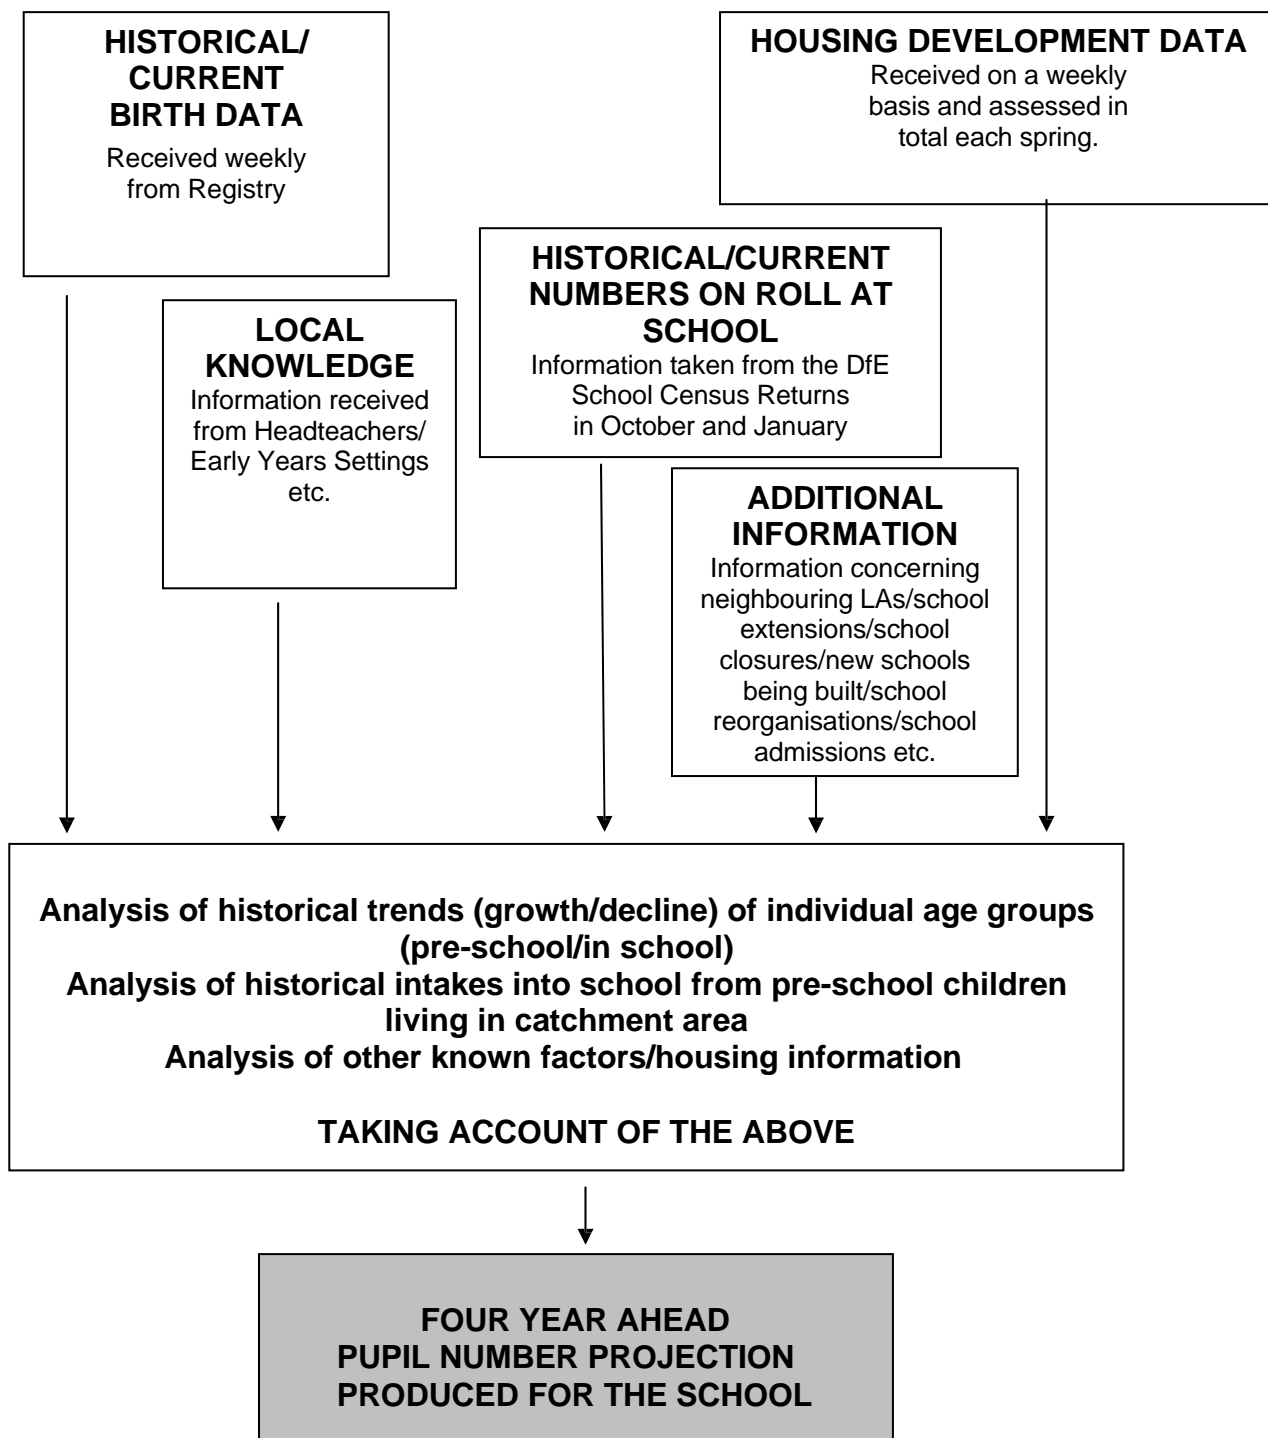 HISTORICAL/
CURRENT
BIRTH DATA
Received weekly
from Registry
HOUSING DEVELOPMENT DATA
Received on a weekly
basis and assessed in
total each spring.
LOCAL
KNOWLEDGE
Information received
from Headteachers/
Early Years Settings
etc.
HISTORICAL/CURRENT
NUMBERS ON ROLL AT
SCHOOL
Information taken from the DfE
School Census Returns
in October and January
ADDITIONAL
INFORMATION
Information concerning
neighbouring LAs/school
extensions/school
closures/new schools
being built/school
reorganisations/school
admissions etc.
Analysis of historical trends (growth/decline) of individual age groups
(pre-school/in school)
Analysis of historical intakes into school from pre-school children
living in catchment area
Analysis of other known factors/housing information
TAKING ACCOUNT OF THE ABOVE
FOUR YEAR AHEAD
PUPIL NUMBER PROJECTION
PRODUCED FOR THE SCHOOL